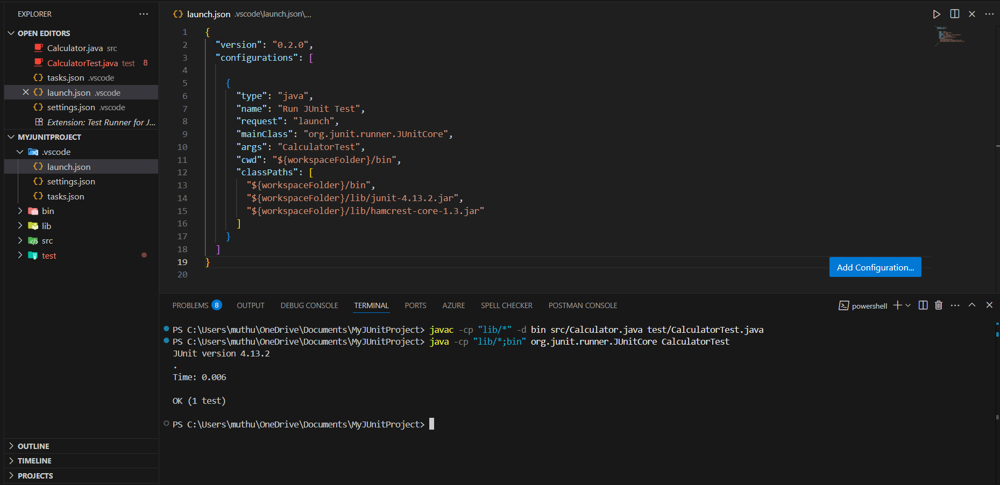 EXPLORER
OPEN EDITORS
Calculator.java src
CalculatorTest.java test 8
tasks.json .vscode
launch.json .vscode
settings.json .vscode
Extension: Test Runner for J...
MYJUNITPROJECT
.vscode
launch.json
settings.json
tasks.json
bin
lib
src
test
OUTLINE
TIMELINE
PROJECTS
launch.json .vscode\launch.json\...
1 {
2 "version": "0.2.0",
3 "configurations": [
4
5 {
6 "type": "java",
7 "name": "Run JUnit Test",
8 "request": "launch",
9 "mainClass": "org.junit.runner.JUnitCore",
10 "args": "CalculatorTest",
11 "cwd": "${workspaceFolder}/bin",
12 "classPaths": [
13 "${workspaceFolder}/bin",
14 "${workspaceFolder}/lib/junit-4.13.2.jar",
15 "${workspaceFolder}/lib/hamcrest-core-1.3.jar"
16 ]
17 }
18 ]
19 }
20
Add Configuration...
PROBLEMS 8 OUTPUT DEBUG CONSOLE TERMINAL PORTS AZURE SPELL CHECKER POSTMAN CONSOLE
powershell
PS C:\Users\muthu\OneDrive\Documents\MyJUnitProject> javac -cp "lib/*" -d bin src/Calculator.java test/CalculatorTest.java
PS C:\Users\muthu\OneDrive\Documents\MyJUnitProject> java -cp "lib/*;bin" org.junit.runner.JUnitCore CalculatorTest
JUnit version 4.13.2
.
Time: 0.006
OK (1 test)
PS C:\Users\muthu\OneDrive\Documents\MyJUnitProject>